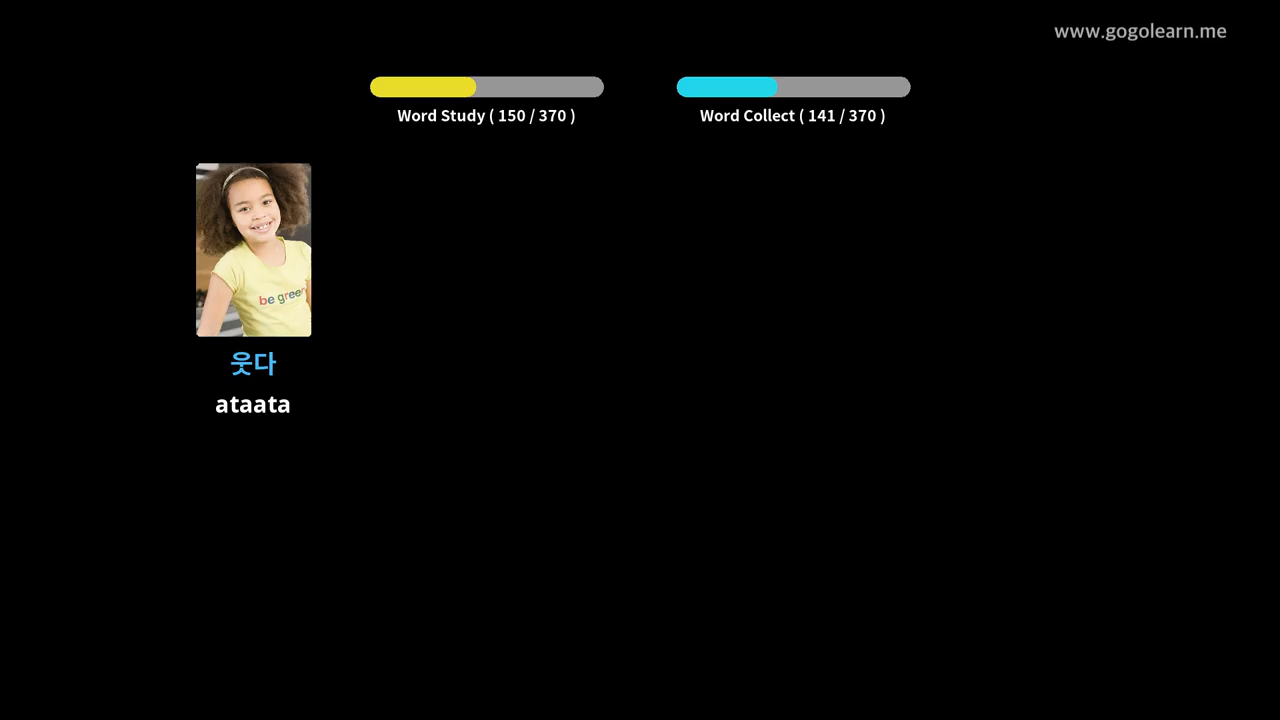 www.gogolearn.me
Word Study ( 150 / 370 )
Word Collect ( 141 / 370 )
be green
웃다
ataata